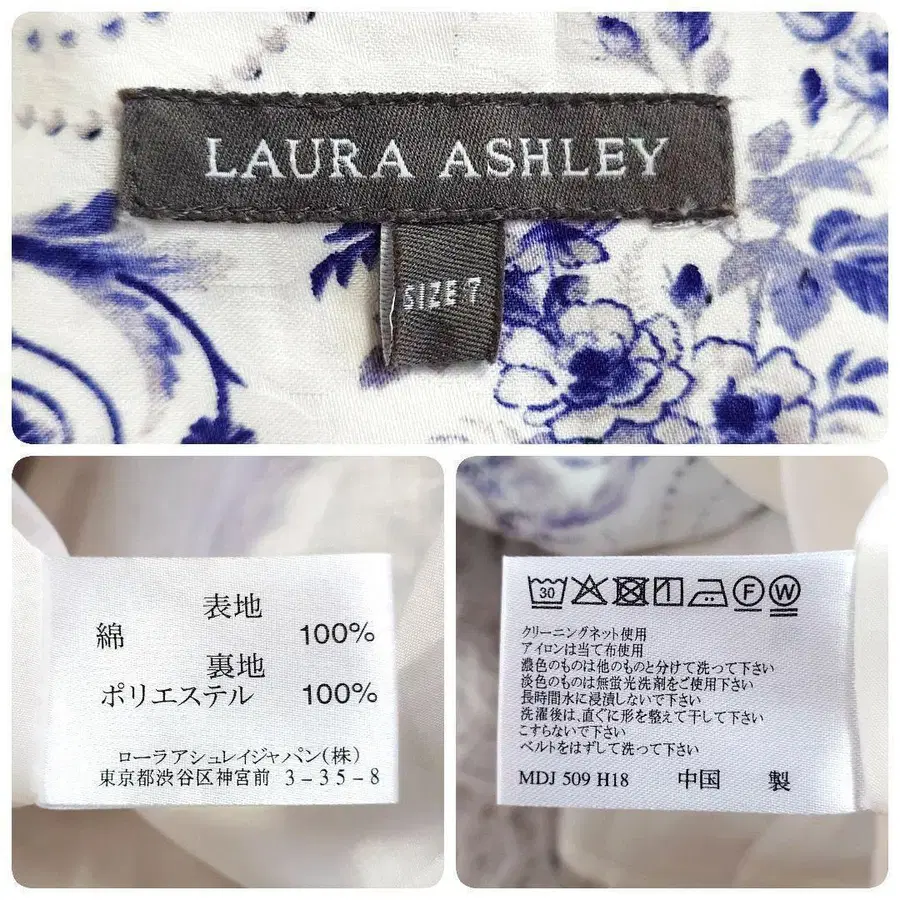 LAURA ASHLEY
SIZE 7
表地
綿 100%
裏地
ポリエステル 100%
ローラアシュレイジャパン(株)
東京都渋谷区神宮前 3-35-8
30 F W
クリーニングネット使用
アイロンは当て布使用
濃色のものは他のものと分けて洗って下さい
淡色のものは無蛍光洗剤をご使用下さい
長時間水に浸漬しないで下さい
洗濯後は、直ぐに形を整えて干して下さい
こすらないで下さい
ベルトをはずして洗って下さい
MDJ 509 H18 中国 製